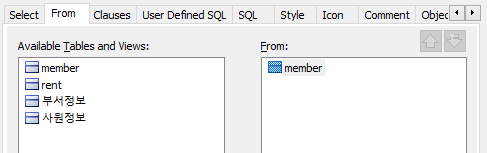 Select From Clauses User Defined SQL SQL Style Icon Comment Objec
Available Tables and Views: From:
member member
rent
부서정보
사원정보